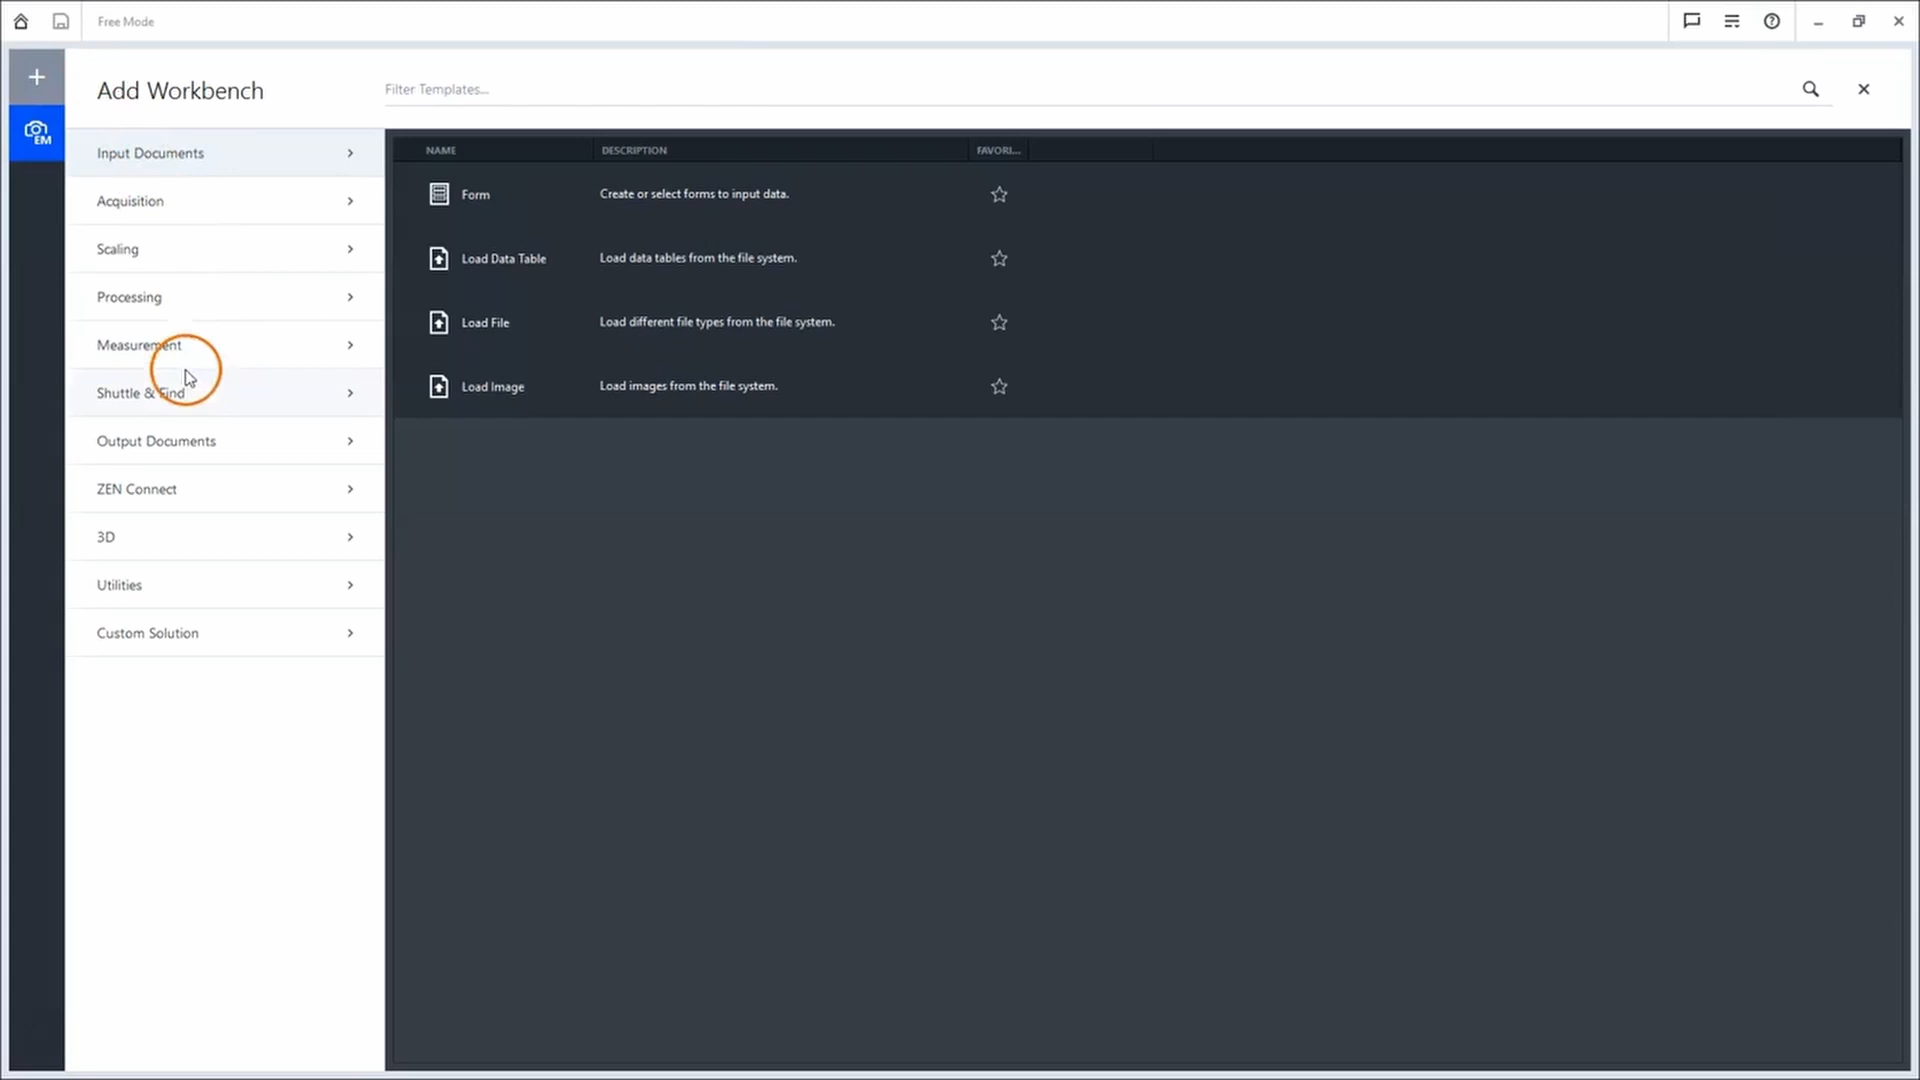 Free Mode
Add Workbench
Filter Templates...
EM
Input Documents
Acquisition
Scaling
Processing
Measurement
Shuttle & Find
Output Documents
ZEN Connect
3D
Utilities
Custom Solution
NAME DESCRIPTION FAVORI...
Form Create or select forms to input data.
Load Data Table Load data tables from the file system.
Load File Load different file types from the file system.
Load Image Load images from the file system.